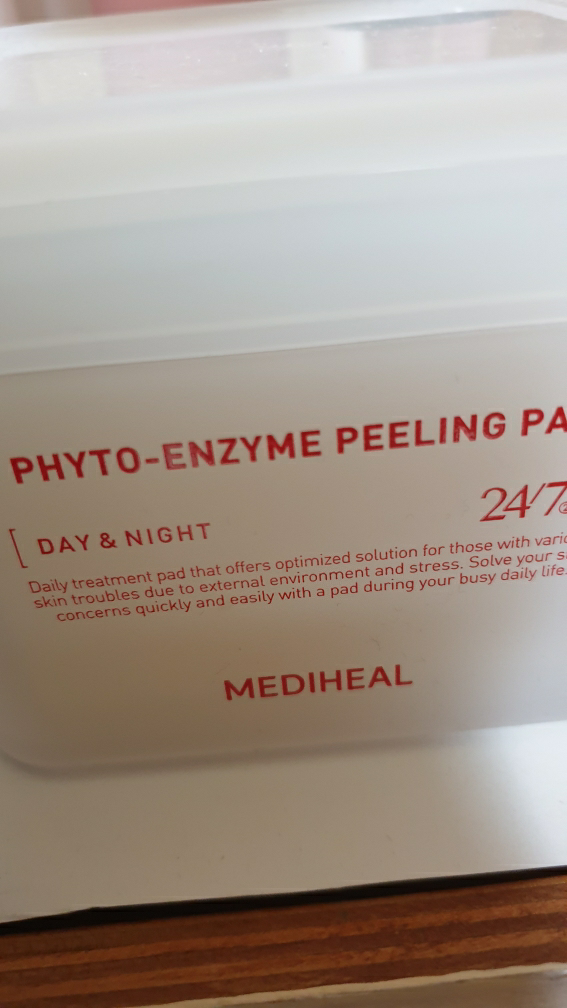 PHYTO-ENZYME PEELING PA
DAY & NIGHT
24/7
Daily treatment pad that offers optimized solution for those with vario
skin troubles due to external environment and stress. Solve your s
concerns quickly and easily with a pad during your busy daily life.
MEDIHEAL